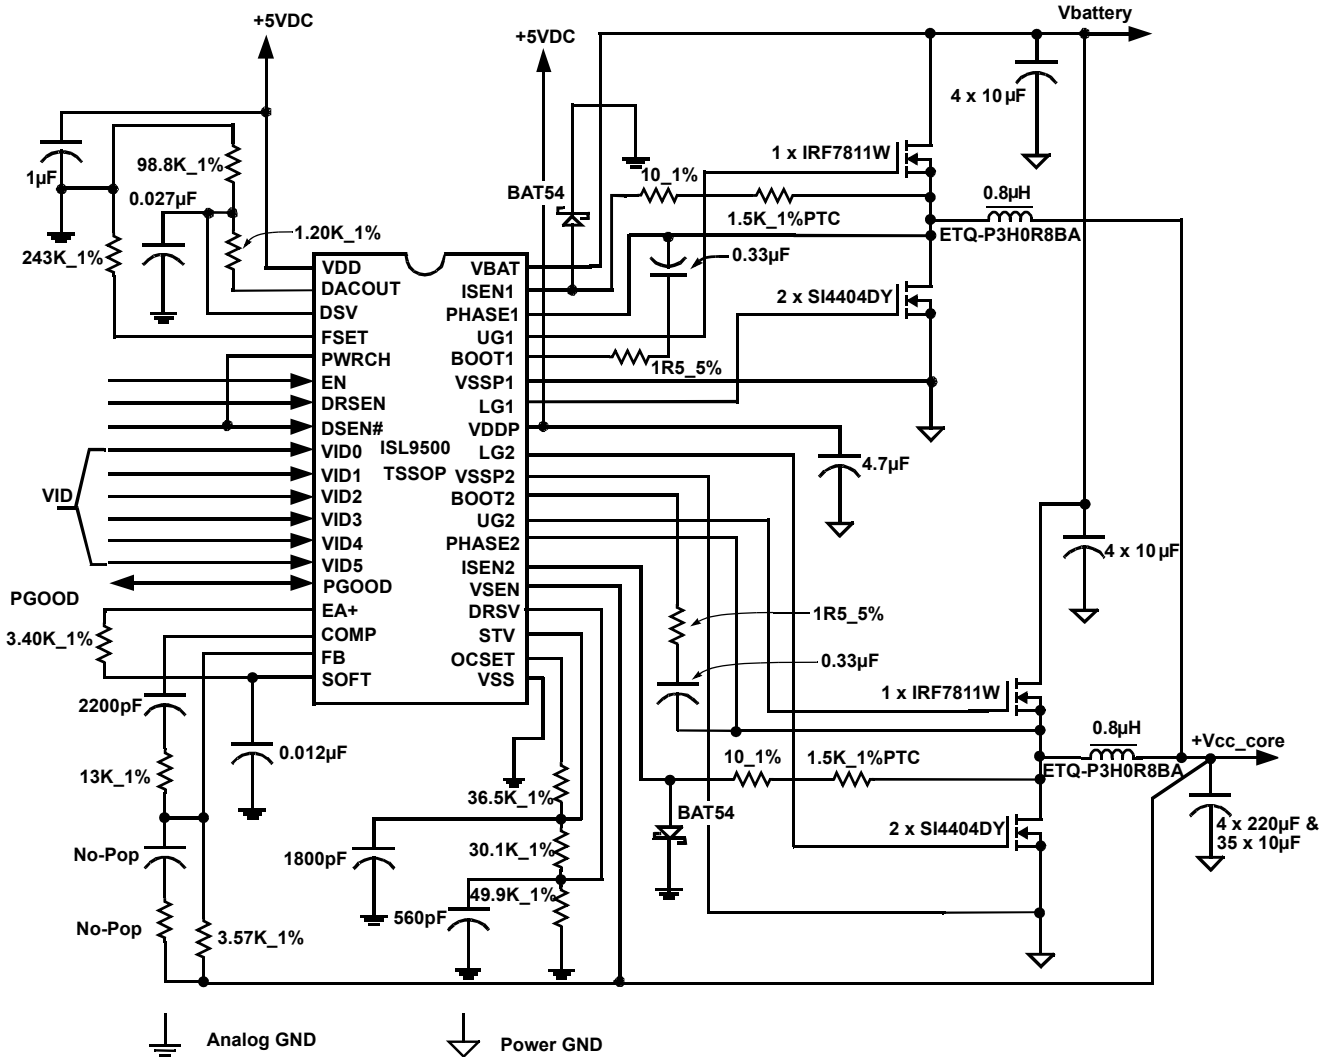 +5VDC
1µF
98.8K_1%
0.027µF
243K_1%
1.20K_1%
+5VDC
Vbattery
4 x 10µF
1 x IRF7811W
10_1%
BAT54
1.5K_1%PTC
0.8µH
ETQ-P3H0R8BA
0.33µF
2 x SI4404DY
1R5_5%
VDD
DACOUT
DSV
FSET
PWRCH
EN
DRSEN
DSEN#
VID0
VID1
VID2
VID3
VID4
VID5
PGOOD
EA+
COMP
FB
SOFT
ISL9500
TSSOP
VBAT
ISEN1
PHASE1
UG1
BOOT1
VSSP1
LG1
VDDP
LG2
VSSP2
BOOT2
UG2
PHASE2
ISEN2
VSEN
DRSV
STV
OCSET
VSS
VID
PGOOD
3.40K_1%
2200pF
0.012µF
13K_1%
No-Pop
No-Pop
3.57K_1%
4.7µF
4 x 10µF
1R5_5%
0.33µF
1 x IRF7811W
0.8µH
+Vcc_core
ETQ-P3H0R8BA
10_1%
1.5K_1%PTC
BAT54
2 x SI4404DY
4 x 220µF &
35 x 10µF
36.5K_1%
1800pF
30.1K_1%
49.9K_1%
560pF
Analog GND
Power GND